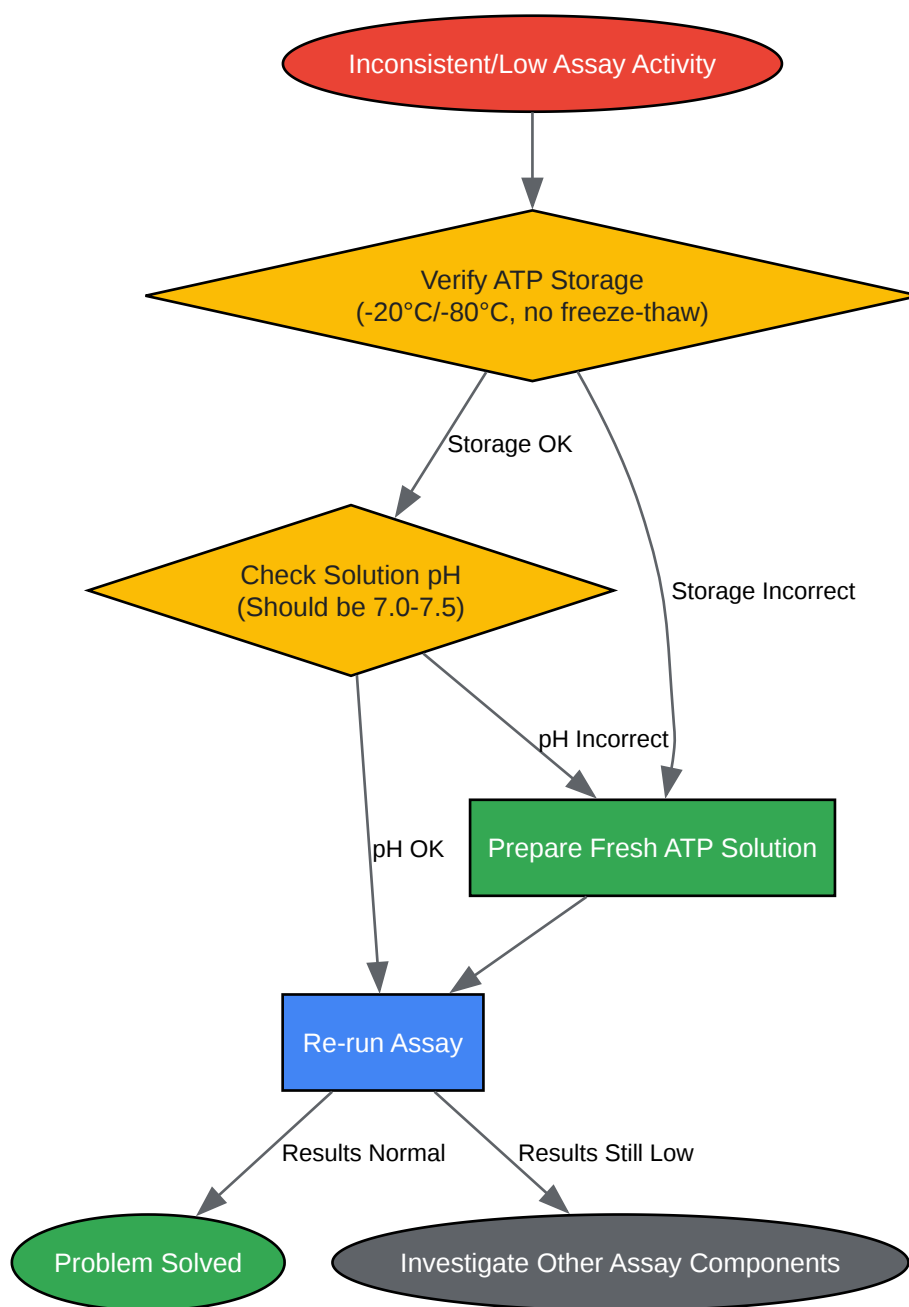 Inconsistent/Low Assay Activity
Verify ATP Storage
(-20°C/-80°C, no freeze-thaw)
Storage OK
Check Solution pH
(Should be 7.0-7.5)
Storage Incorrect
pH Incorrect
pH OK
Prepare Fresh ATP Solution
Re-run Assay
Results Normal
Results Still Low
Problem Solved
Investigate Other Assay Components